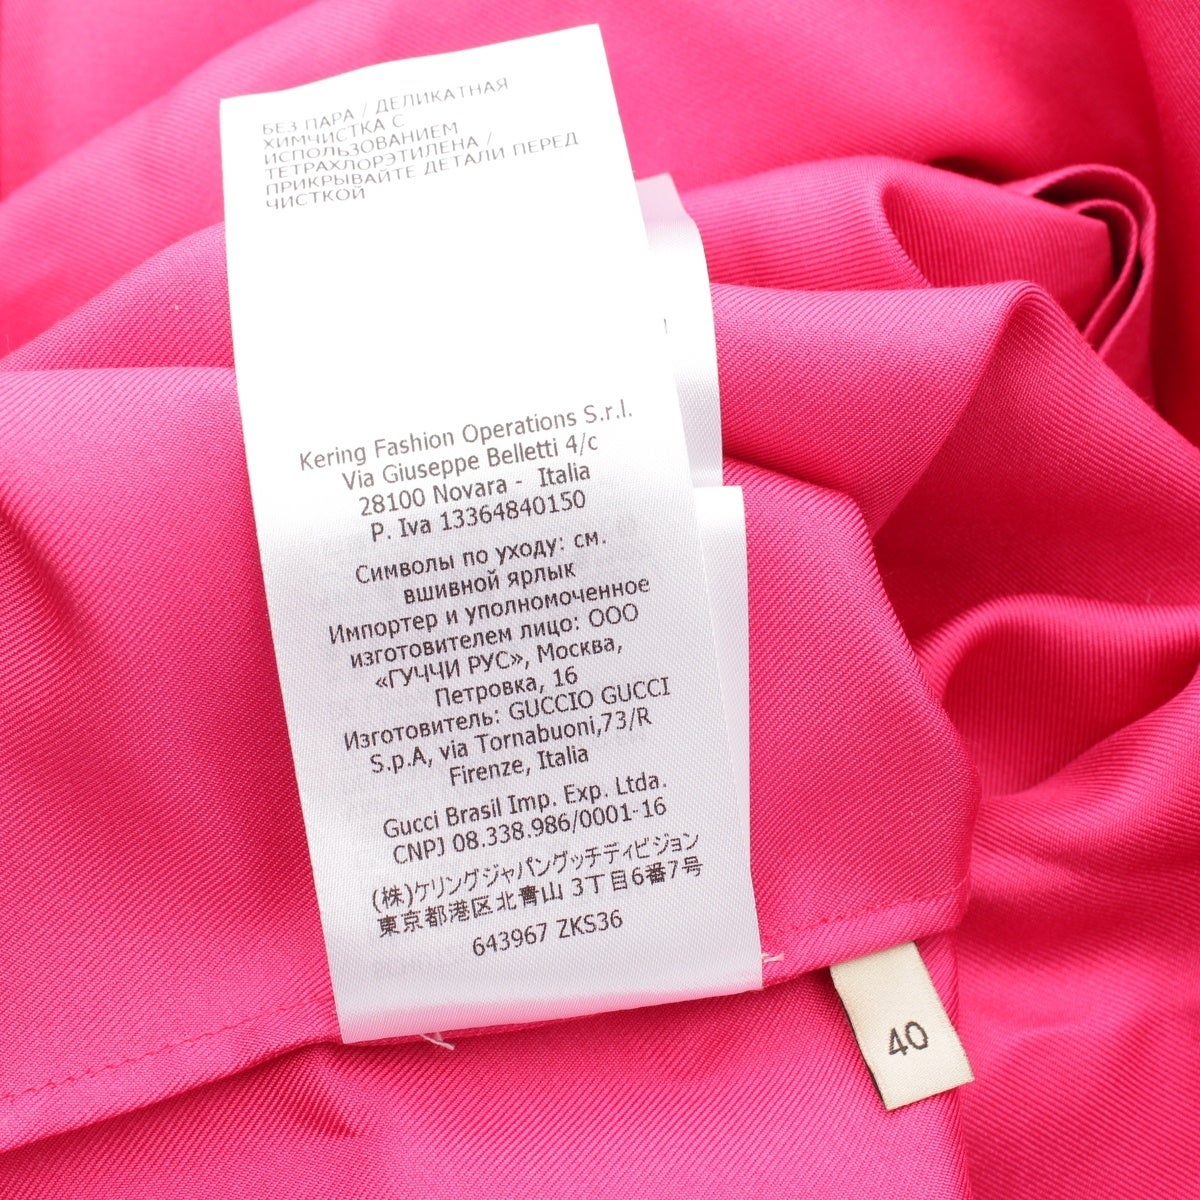 БЕЗ ПАРА / ДЕЛИКАТНАЯ
ХИМЧИСТКА С
ИСПОЛЬЗОВАНИЕМ
ТЕТРАХЛОРЭТИЛЕНА /
ПРИКРЫВАЙТЕ ДЕТАЛИ ПЕРЕД
ЧИСТКОЙ
Kering Fashion Operations S.r.l.
Via Giuseppe Belletti 4/c
28100 Novara - Italia
P. Iva 13364840150
Символы по уходу: см.
вшивной ярлык
Импортер и уполномоченное
изготовителем лицо: ООО
«ГУЧЧИ РУС», Москва,
Петровка, 16
Изготовитель: GUCCIO GUCCI
S.p.A, via Tornabuoni,73/R
Firenze, Italia
Gucci Brasil Imp. Exp. Ltda.
CNPJ 08.338.986/0001-16
(株)ケリングジャパングッチディビジョン
東京都港区北青山 3丁目6番7号
643967 ZKS36
40